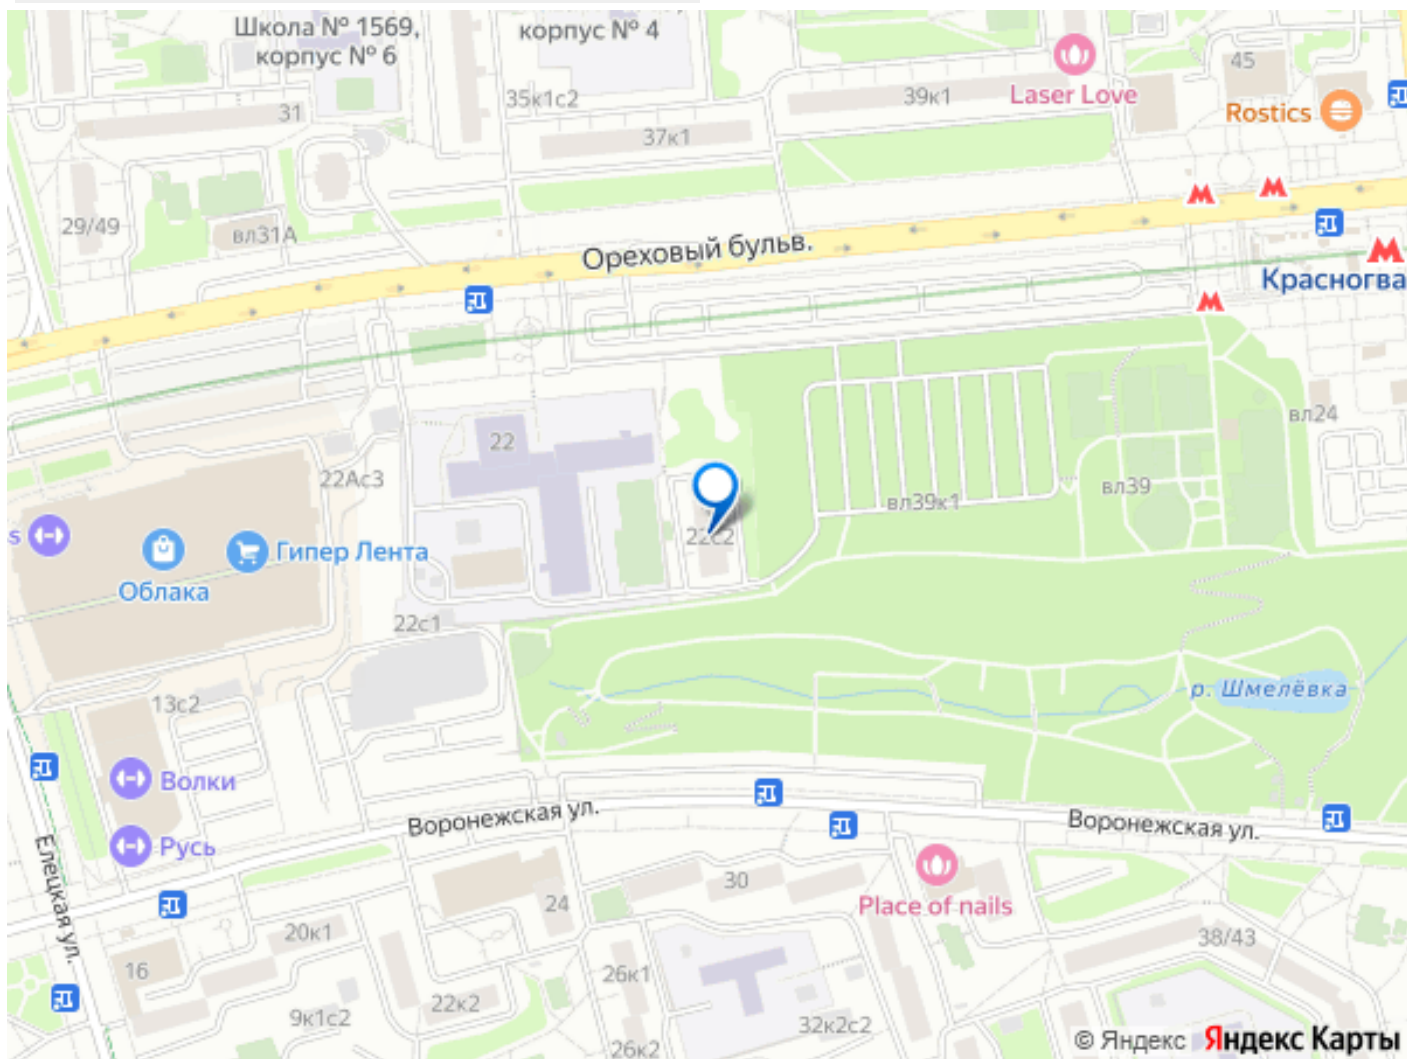 Школа № 1569,
корпус № 6
корпус № 4
45
Laser Love
39к1
35к1с2
Rostics
31
37к1
29/49
вл31А
Ореховый бульв.
Красногва
22
22Ас3
вл24
вл39
вл39к1
22с2
s
Гипер Лента
Облака
22с1
13с2
р. Шмелёвка
Волки
Воронежская ул.
Воронежская ул.
Русь
Елецкая ул.
30
24
Place of nails
20к1
38/43
16
26к1
22к2
9к1с2
32к2с2
26к2
© Яндекс Яндекс Карты